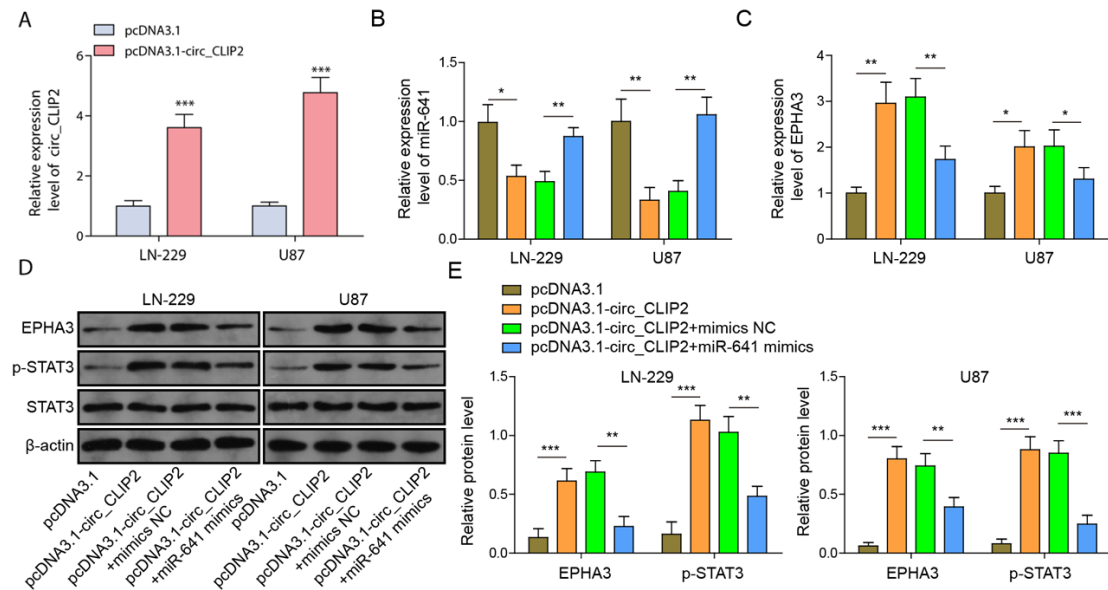 A
pcDNA3.1
pcDNA3.1-circ_CLIP2
Relative expression
level of circ_CLIP2
6
4
2
0
***
***
LN-229
U87
B
Relative expression
level of miR-641
1.5
1.0
0.5
0.0
*
**
**
**
LN-229
U87
C
Relative expression
level of EPHA3
4
3
2
1
0
**
**
*
*
LN-229
U87
D
LN-229
U87
EPHA3
p-STAT3
STAT3
β-actin
pcDNA3.1
pcDNA3.1-circ_CLIP2
pcDNA3.1-circ_CLIP2
+mimics NC
pcDNA3.1-circ_CLIP2
+miR-641 mimics
pcDNA3.1
pcDNA3.1-circ_CLIP2
pcDNA3.1-circ_CLIP2
+mimics NC
pcDNA3.1-circ_CLIP2
+miR-641 mimics
E
pcDNA3.1
pcDNA3.1-circ_CLIP2
pcDNA3.1-circ_CLIP2+mimics NC
pcDNA3.1-circ_CLIP2+miR-641 mimics
LN-229
Relative protein level
1.5
1.0
0.5
0.0
***
**
***
**
EPHA3
p-STAT3
U87
Relative protein level
1.5
1.0
0.5
0.0
***
**
***
***
EPHA3
p-STAT3